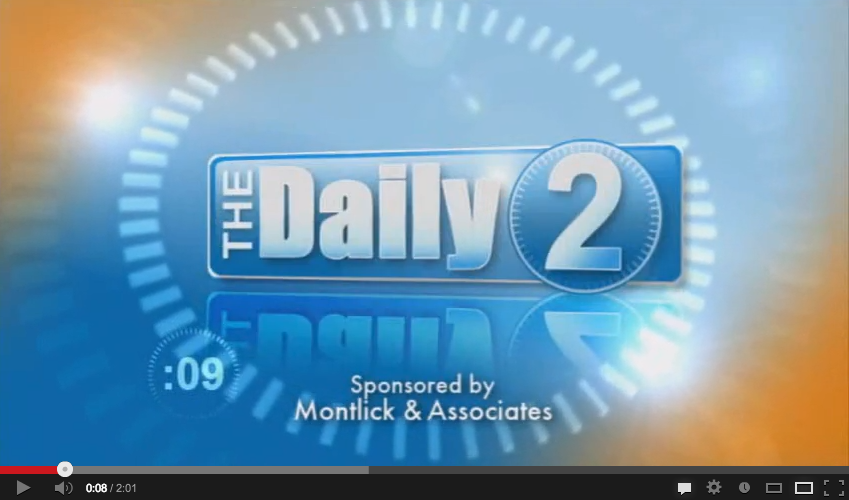 THE Daily 2
:09
Sponsored by
Montlick & Associates
0:08 / 2:01